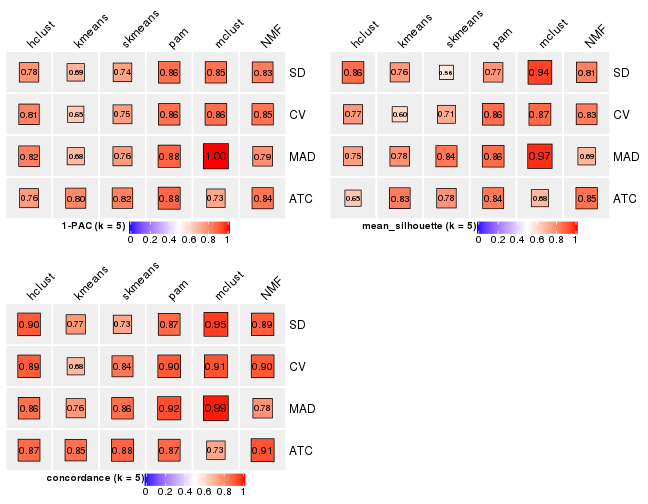 hclust kmeans skmeans pam mclust NMF
0.78 0.69 0.74 0.86 0.85 0.83 SD
0.81 0.65 0.75 0.86 0.86 0.85 CV
0.82 0.68 0.76 0.88 1.00 0.79 MAD
0.76 0.80 0.82 0.88 0.73 0.84 ATC
1-PAC (k = 5)
0 0.2 0.4 0.6 0.8 1
hclust kmeans skmeans pam mclust NMF
0.86 0.76 0.56 0.77 0.94 0.81 SD
0.77 0.60 0.71 0.86 0.87 0.83 CV
0.75 0.78 0.84 0.86 0.97 0.69 MAD
0.65 0.83 0.78 0.84 0.68 0.85 ATC
mean_silhouette (k = 5)
0 0.2 0.4 0.6 0.8 1
hclust kmeans skmeans pam mclust NMF
0.90 0.77 0.73 0.87 0.95 0.89 SD
0.89 0.68 0.84 0.90 0.91 0.90 CV
0.86 0.76 0.86 0.92 0.99 0.78 MAD
0.87 0.85 0.88 0.87 0.73 0.91 ATC
concordance (k = 5)
0 0.2 0.4 0.6 0.8 1